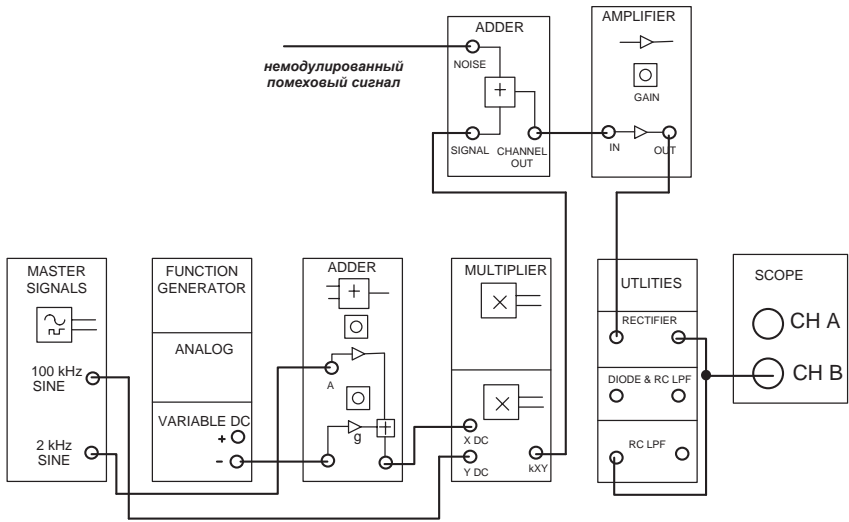 ADDER
AMPLIFIER
немодулированный
помеховый сигнал
NOISE
+
GAIN
SIGNAL
CHANNEL
OUT
IN
OUT
MASTER
SIGNALS
FUNCTION
GENERATOR
ADDER
MULTIPLIER
UTLITIES
SCOPE
+
×
RECTIFIER
CH A
ANALOG
100 kHz
SINE
A
DIODE & RC LPF
CH B
×
VARIABLE DC
+
-
2 kHz
SINE
g
+
X DC
Y DC
kXY
RC LPF